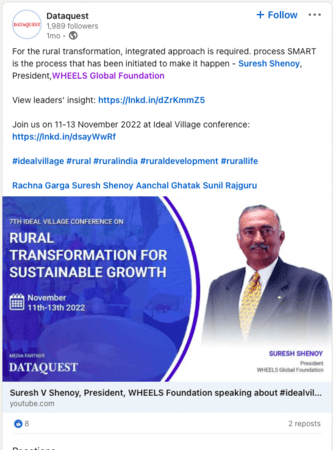 Dataquest
+ Follow
DATAQUEST
1,989 followers
1mo •
For the rural transformation, integrated approach is required. process SMART
is the process that has been initiated to make it happen - Suresh Shenoy,
President,WHEELS Global Foundation
View leaders' insight: https://lnkd.in/dZrKmmZ5
Join us on 11-13 November 2022 at Ideal Village conference:
https://lnkd.in/dsayWwRf
#idealvillage #rural #ruralindia #ruraldevelopment #rurallife
Rachna Garga Suresh Shenoy Aanchal Ghatak Sunil Rajguru
7TH IDEAL VILLAGE CONFERENCE ON
RURAL
TRANSFORMATION FOR
SUSTAINABLE GROWTH
November
11th-13th 2022
MEDIA PARTNER
DATAQUEST
SURESH SHENOY
President
WHEELS Global Foundation
Suresh V Shenoy, President, WHEELS Foundation speaking about #idealvil...
youtube.com
8
2 reposts